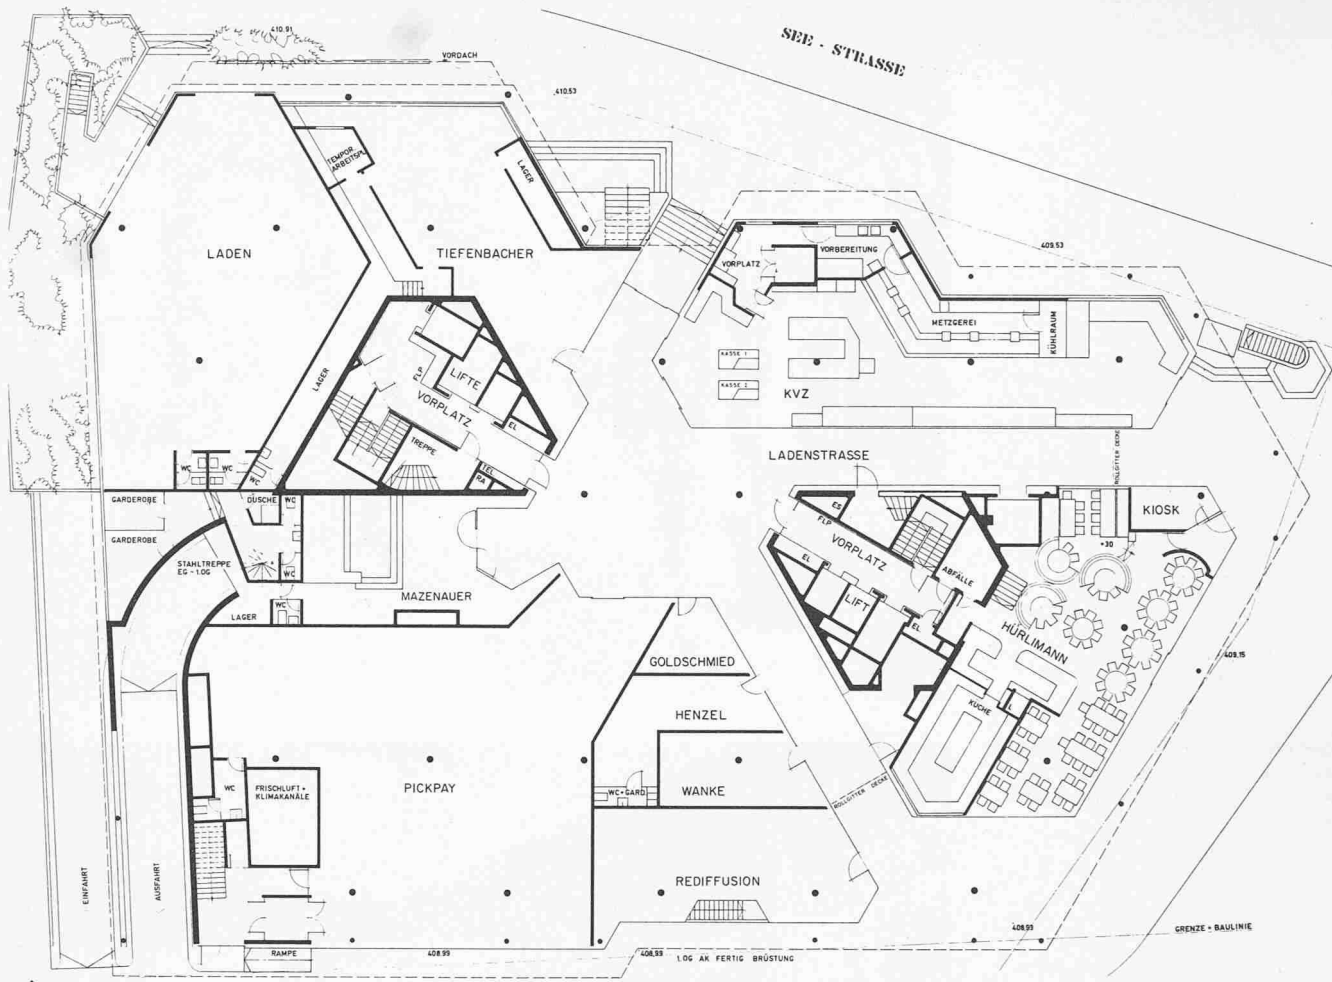 410.91
VORDACH
SEE - STRASSE
410.53
TEMPOR.
ARBEITSPL
LAGER
LADEN
TIEFENBACHER
VORPLATZ
VORBEREITUNG
409.53
METZGEREI
KÜHLRAUM
LAGER
FLP
LIFTE
VORPLATZ
EL
TREPPE
TEL
RA
KASSE 1
KASSE 2
KVZ
LADENSTRASSE
ROLLGITTER DECKE
WC
WC
WC
GARDEROBE
DUSCHE
WC
GARDEROBE
STAHLTREPPE
EG - 1.OG
WC
ES
FLP
VORPLATZ
KIOSK
+30
EL
ABFÄLLE
LIFT
EL
HÜRLIMANN
MAZENAUER
LAGER
WC
GOLDSCHMIED
409.15
HENZEL
KÜCHE
L
PICKPAY
WC
FRISCHLUFT +
KLIMAKANÄLE
WC + GARD
WANKE
ROLLGITTER DECKE
EINFAHRT
AUSFAHRT
REDIFFUSION
RAMPE
408.99
408.99
1.OG AK FERTIG BRÜSTUNG
408.93
GRENZE = BAULINIE